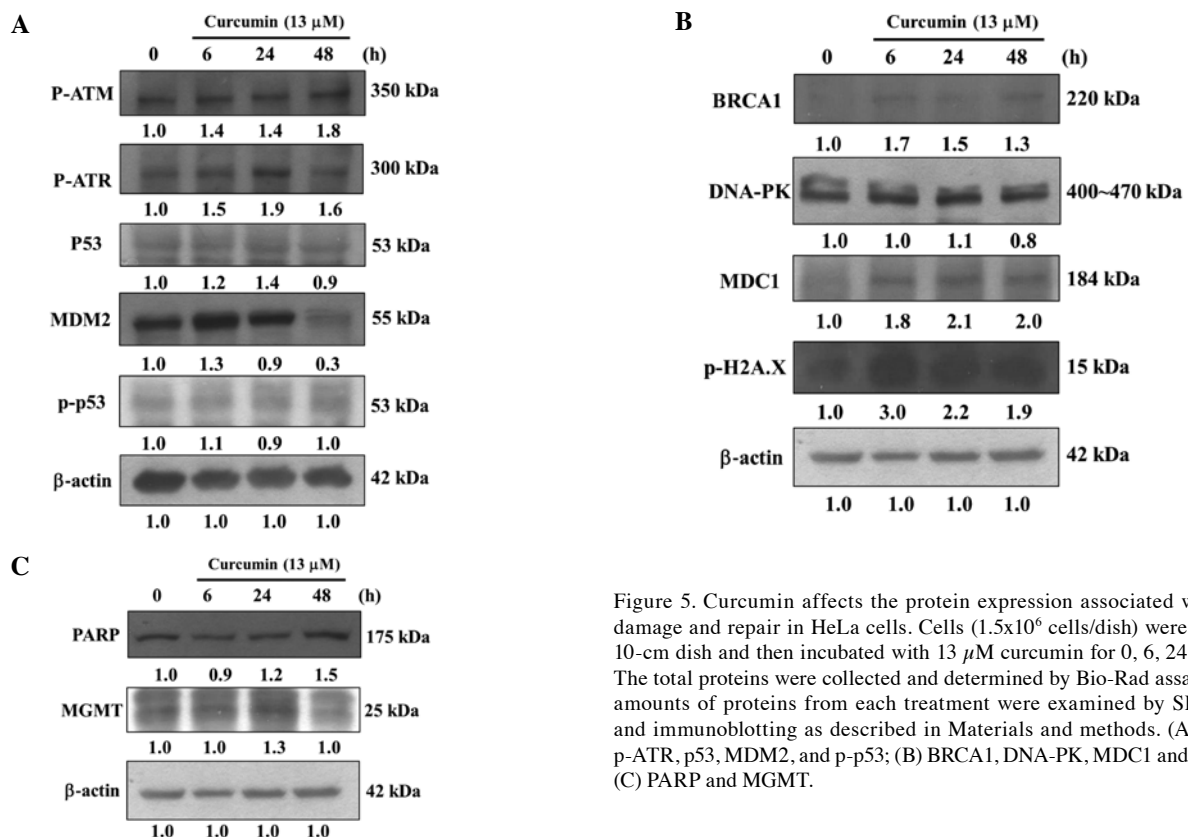 A
Curcumin (13 μM)
0 6 24 48 (h)
P-ATM 350 kDa
1.0 1.4 1.4 1.8
P-ATR 300 kDa
1.0 1.5 1.9 1.6
P53 53 kDa
1.0 1.2 1.4 0.9
MDM2 55 kDa
1.0 1.3 0.9 0.3
p-p53 53 kDa
1.0 1.1 0.9 1.0
β-actin 42 kDa
1.0 1.0 1.0 1.0
B
Curcumin (13 μM)
0 6 24 48 (h)
BRCA1 220 kDa
1.0 1.7 1.5 1.3
DNA-PK 400~470 kDa
1.0 1.0 1.1 0.8
MDC1 184 kDa
1.0 1.8 2.1 2.0
p-H2A.X 15 kDa
1.0 3.0 2.2 1.9
β-actin 42 kDa
1.0 1.0 1.0 1.0
C
Curcumin (13 μM)
0 6 24 48 (h)
PARP 175 kDa
1.0 0.9 1.2 1.5
MGMT 25 kDa
1.0 1.0 1.3 1.0
β-actin 42 kDa
1.0 1.0 1.0 1.0
Figure 5. Curcumin affects the protein expression associated
damage and repair in HeLa cells. Cells (1.5x10⁶ cells/dish) were
10-cm dish and then incubated with 13 μM curcumin for 0, 6, 24
The total proteins were collected and determined by Bio-Rad
amounts of proteins from each treatment were examined by
and immunoblotting as described in Materials and methods.
p-ATR, p53, MDM2, and p-p53; (B) BRCA1, DNA-PK, MDC1 and
(C) PARP and MGMT.